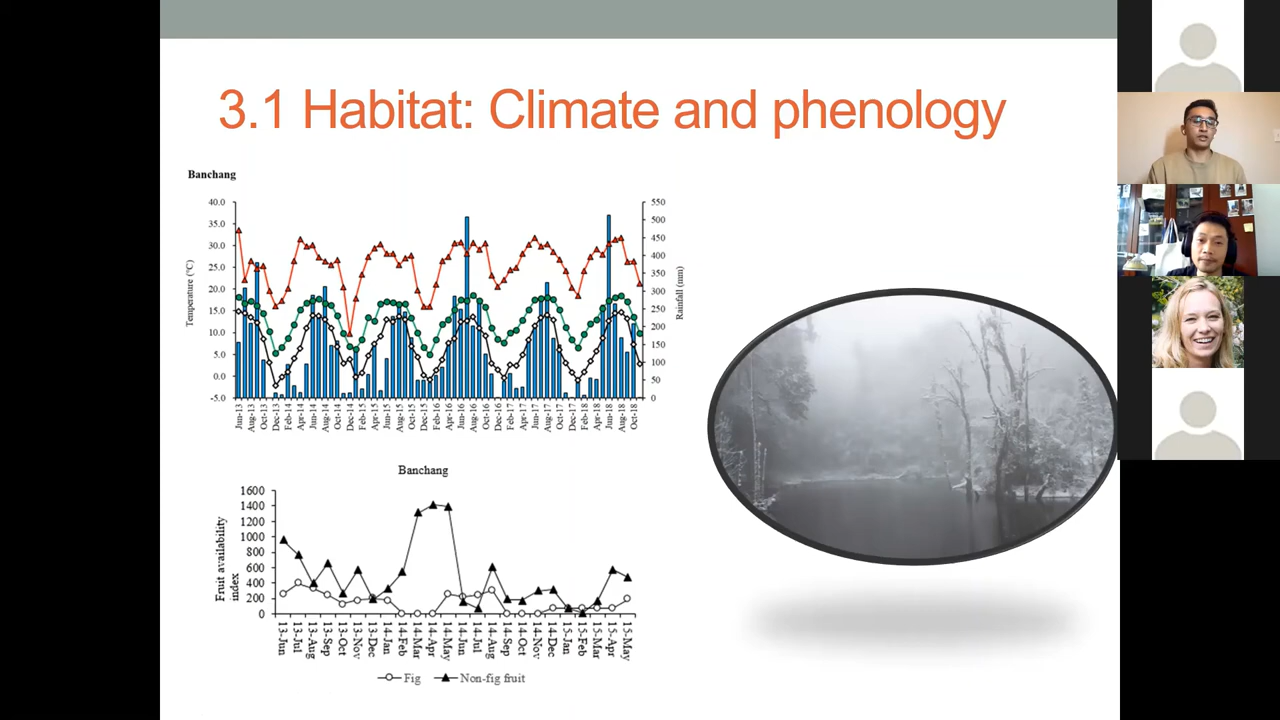 3.1 Habitat: Climate and phenology
Banchang
40.0
35.0
30.0
25.0
20.0
15.0
10.0
5.0
0.0
-5.0
Temperature (°C)
550
500
450
400
350
300
250
200
150
100
50
0
Rainfall (mm)
Jun-13
Aug-13
Oct-13
Dec-13
Feb-14
Apr-14
Jun-14
Aug-14
Oct-14
Dec-14
Feb-15
Apr-15
Jun-15
Aug-15
Oct-15
Dec-15
Feb-16
Apr-16
Jun-16
Aug-16
Oct-16
Dec-16
Feb-17
Apr-17
Jun-17
Aug-17
Oct-17
Dec-17
Feb-18
Apr-18
Jun-18
Aug-18
Oct-18
Banchang
1600
1400
1200
1000
800
600
400
200
0
Fruit availability
index
13-Jun
13-Jul
13-Aug
13-Sep
13-Oct
13-Nov
13-Dec
14-Jan
14-Feb
14-Mar
14-Apr
14-May
14-Jun
14-Jul
14-Aug
14-Sep
14-Oct
14-Nov
14-Dec
15-Jan
15-Feb
15-Mar
15-Apr
15-May
Fig
Non-fig fruit